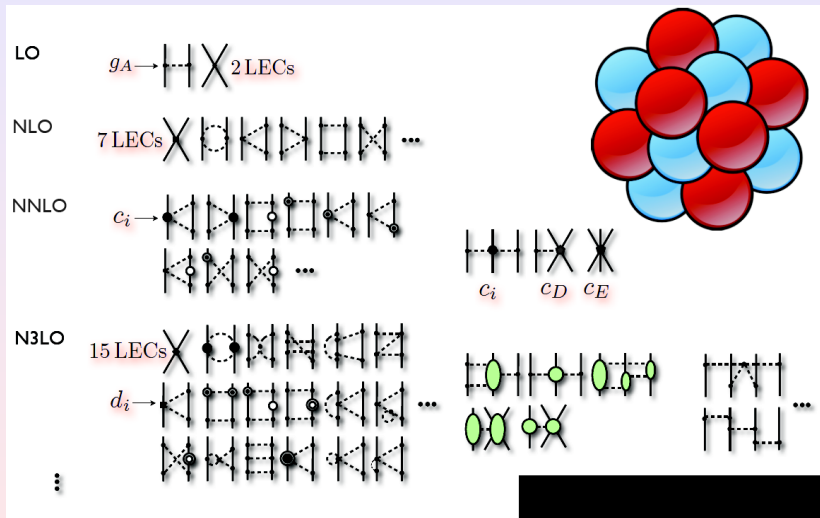 LO
g_A
2 LECs
NLO
7 LECs
...
NNLO
c_i
...
c_i c_D c_E
N3LO
15 LECs
d_i
...
...
⋮